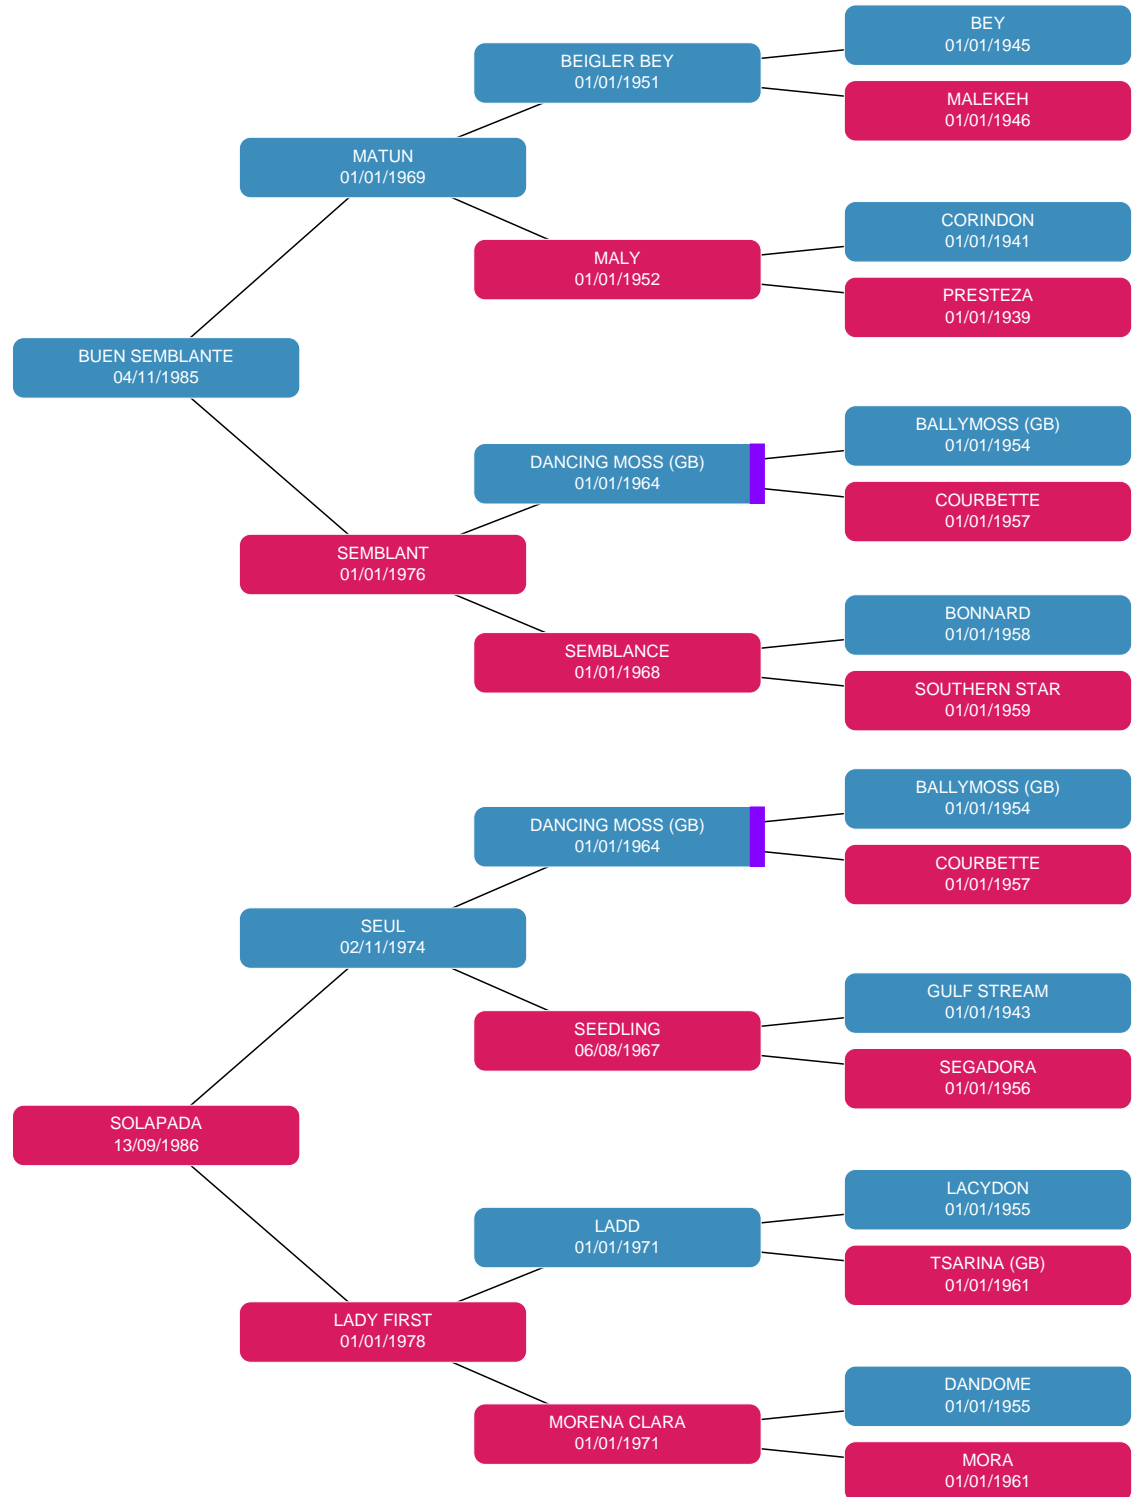 BEY
01/01/1945
BEIGLER BEY
01/01/1951
MALEKEH
01/01/1946
MATUN
01/01/1969
CORINDON
01/01/1941
MALY
01/01/1952
PRESTEZA
01/01/1939
BUEN SEMBLANTE
04/11/1985
BALLYMOSS (GB)
01/01/1954
DANCING MOSS (GB)
01/01/1964
COURBETTE
01/01/1957
SEMBLANT
01/01/1976
BONNARD
01/01/1958
SEMBLANCE
01/01/1968
SOUTHERN STAR
01/01/1959
BALLYMOSS (GB)
01/01/1954
DANCING MOSS (GB)
01/01/1964
COURBETTE
01/01/1957
SEUL
02/11/1974
GULF STREAM
01/01/1943
SEEDLING
06/08/1967
SEGADORA
01/01/1956
SOLAPADA
13/09/1986
LACYDON
01/01/1955
LADD
01/01/1971
TSARINA (GB)
01/01/1961
LADY FIRST
01/01/1978
DANDOME
01/01/1955
MORENA CLARA
01/01/1971
MORA
01/01/1961